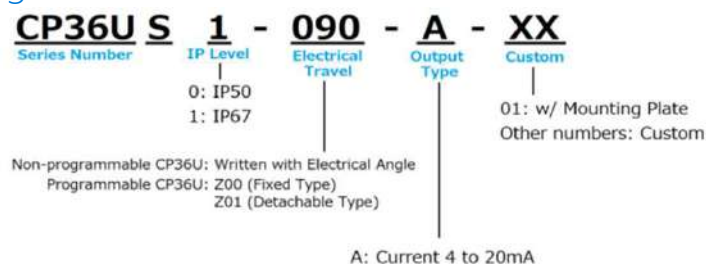 CP36U S 1 - 090 - A - XX
Series Number IP Level Electrical Travel Output Type Custom
0: IP50
1: IP67
01: w/ Mounting Plate
Other numbers: Custom
Non-programmable CP36U: Written with Electrical Angle
Programmable CP36U: Z00 (Fixed Type)
Z01 (Detachable Type)
A: Current 4 to 20mA